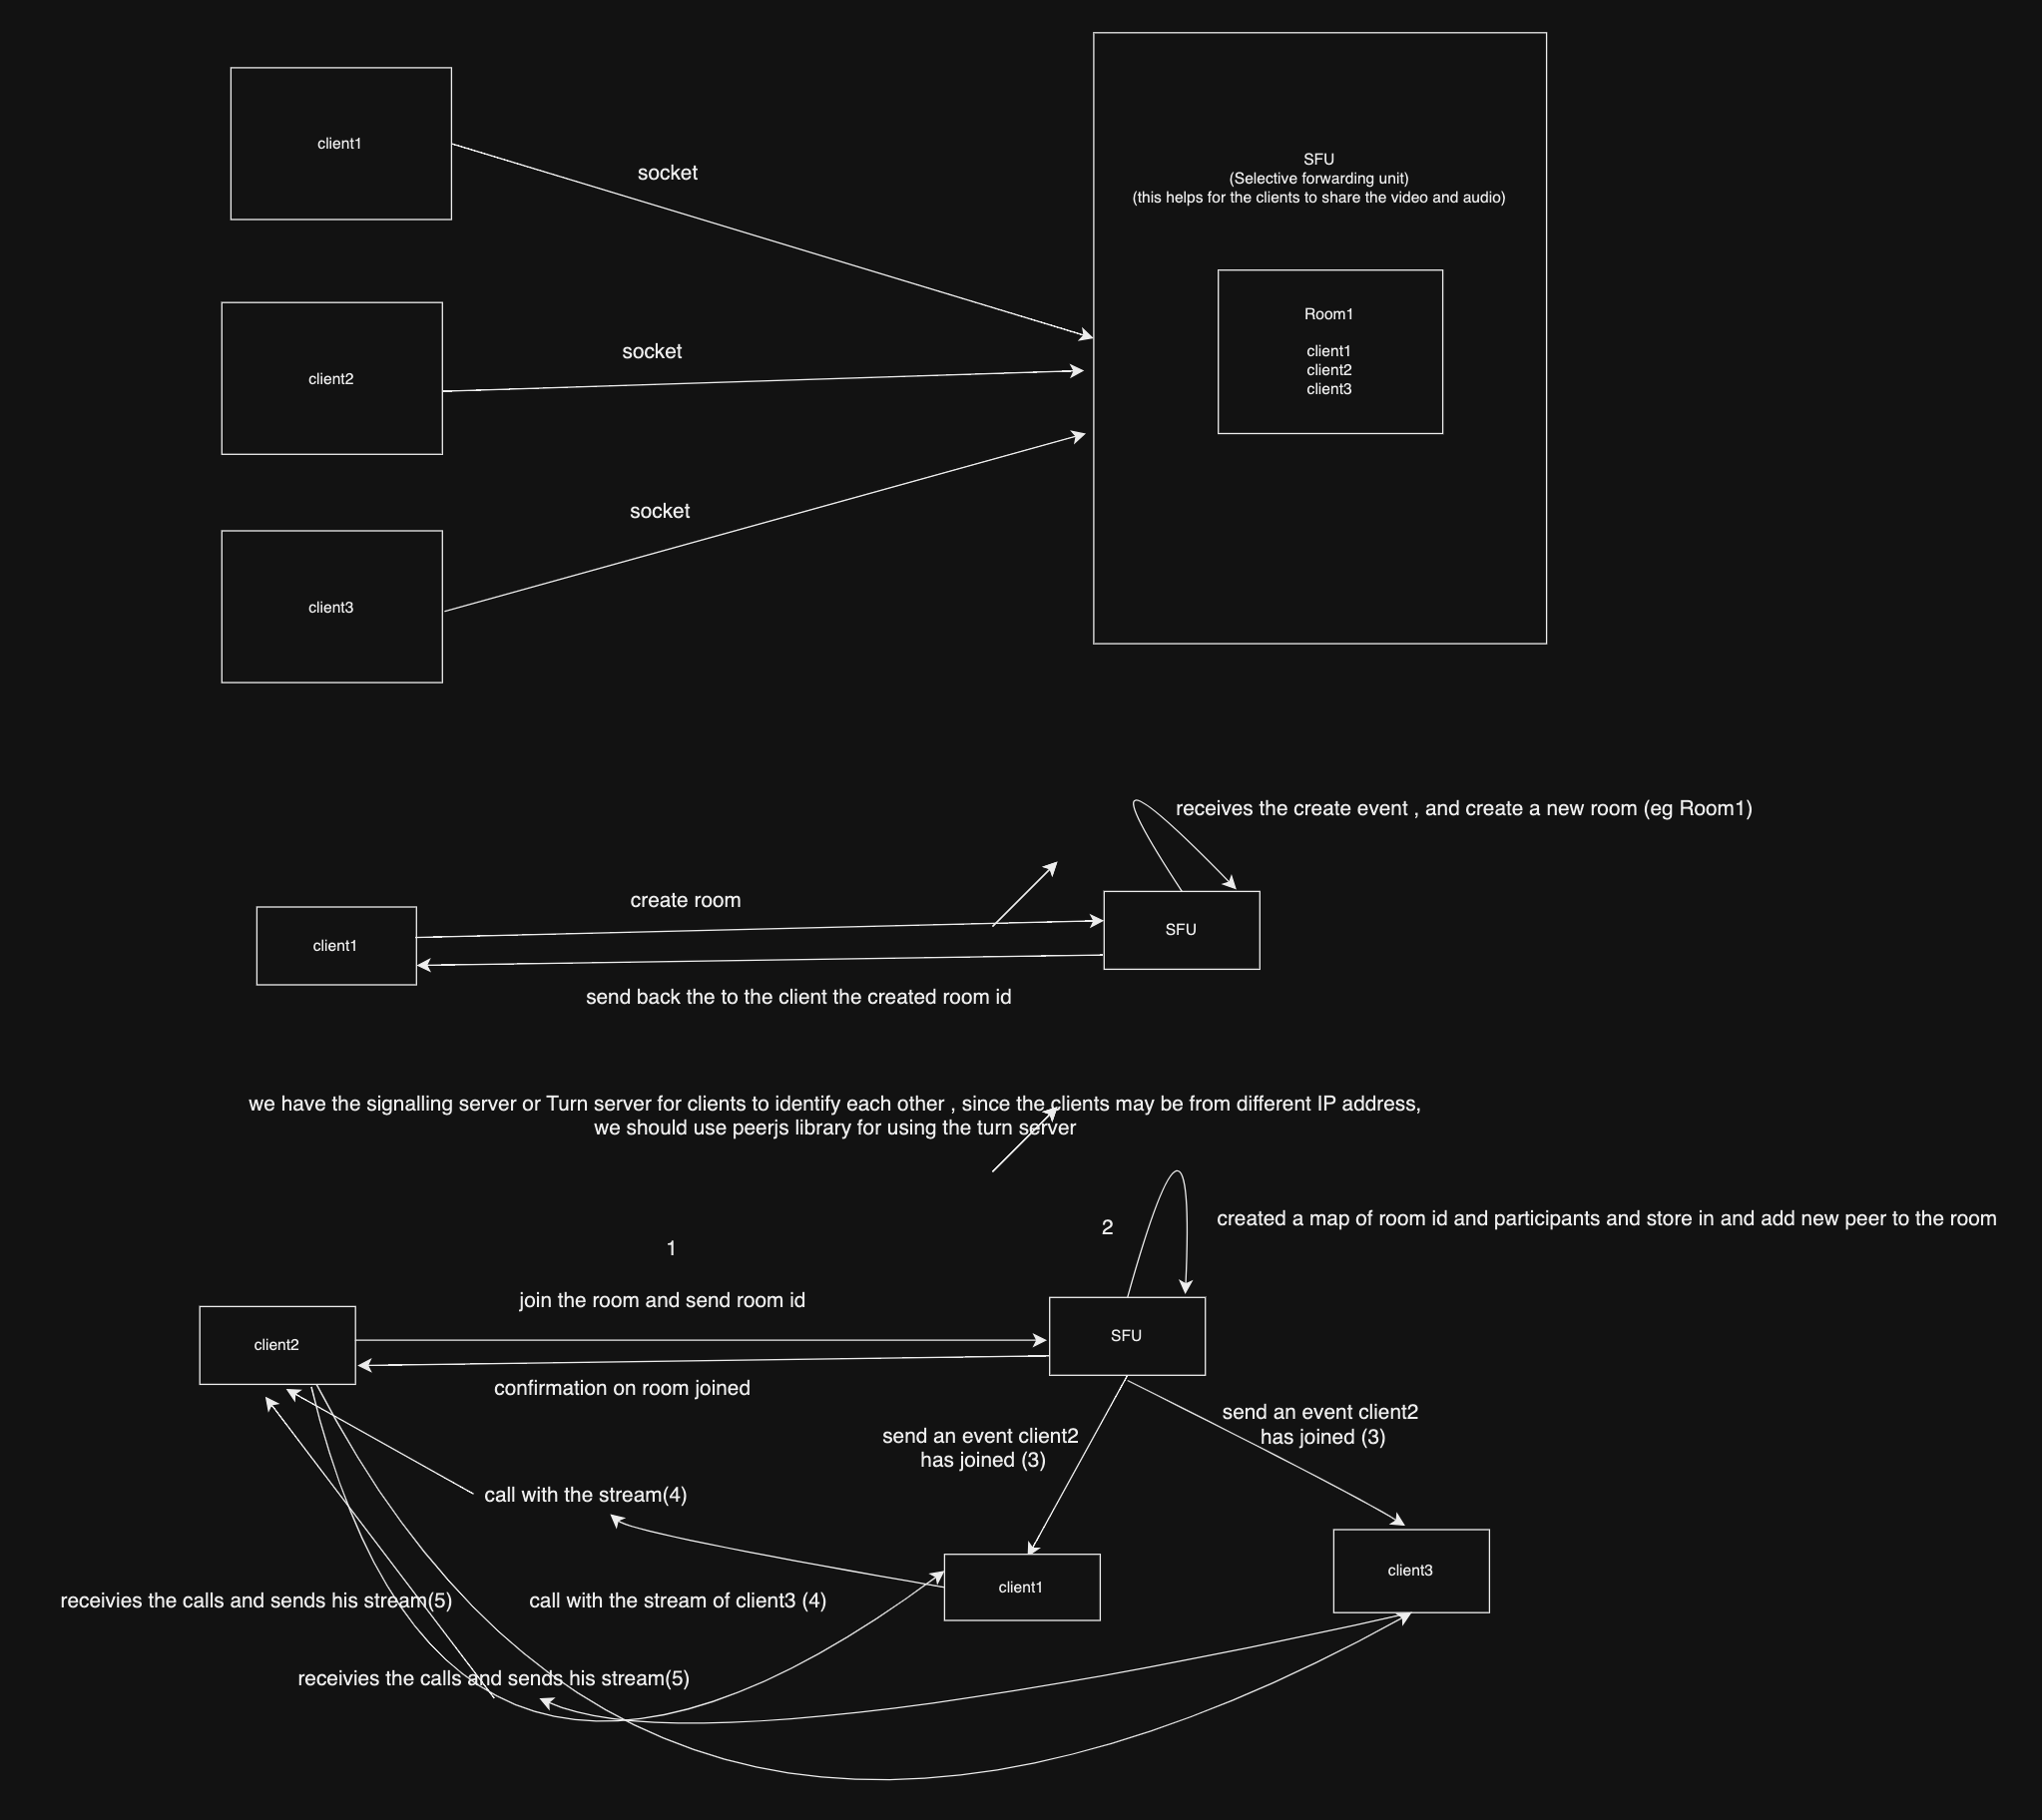 client1
socket
SFU
(Selective forwarding unit)
(this helps for the clients to share the video and audio)
Room1
client1
client2
client3
socket
client2
socket
client3
receives the create event , and create a new room (eg Room1)
create room
client1
SFU
send back the to the client the created room id
we have the signalling server or Turn server for clients to identify each other , since the clients may be from different IP address,
we should use peerjs library for using the turn server
2
created a map of room id and participants and store in and add new peer to the room
1
join the room and send room id
client2
SFU
confirmation on room joined
send an event client2
has joined (3)
send an event client2
has joined (3)
call with the stream(4)
client1
client3
receivies the calls and sends his stream(5)
call with the stream of client3 (4)
receivies the calls and sends his stream(5)